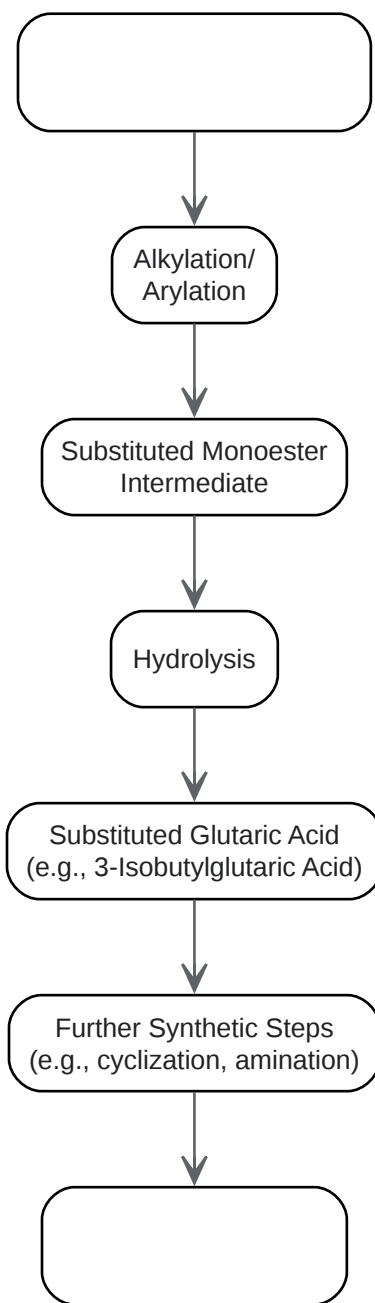 Alkylation/
Arylation
Substituted Monoester
Intermediate
Hydrolysis
Substituted Glutaric Acid
(e.g., 3-Isobutylglutaric Acid)
Further Synthetic Steps
(e.g., cyclization, amination)